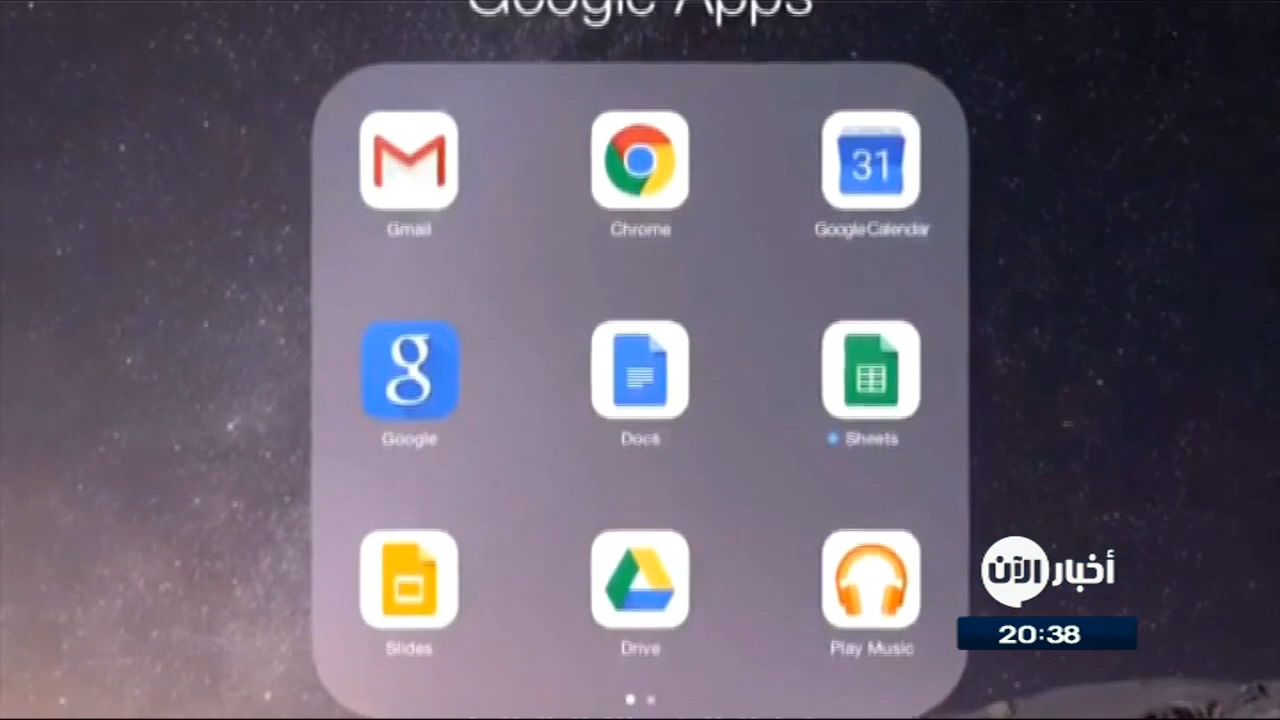 Google Apps
Gmail
Chrome
Google Calendar
31
Google
g
Docs
Sheets
Slides
Drive
Play Music
أخبار الآن
20:38